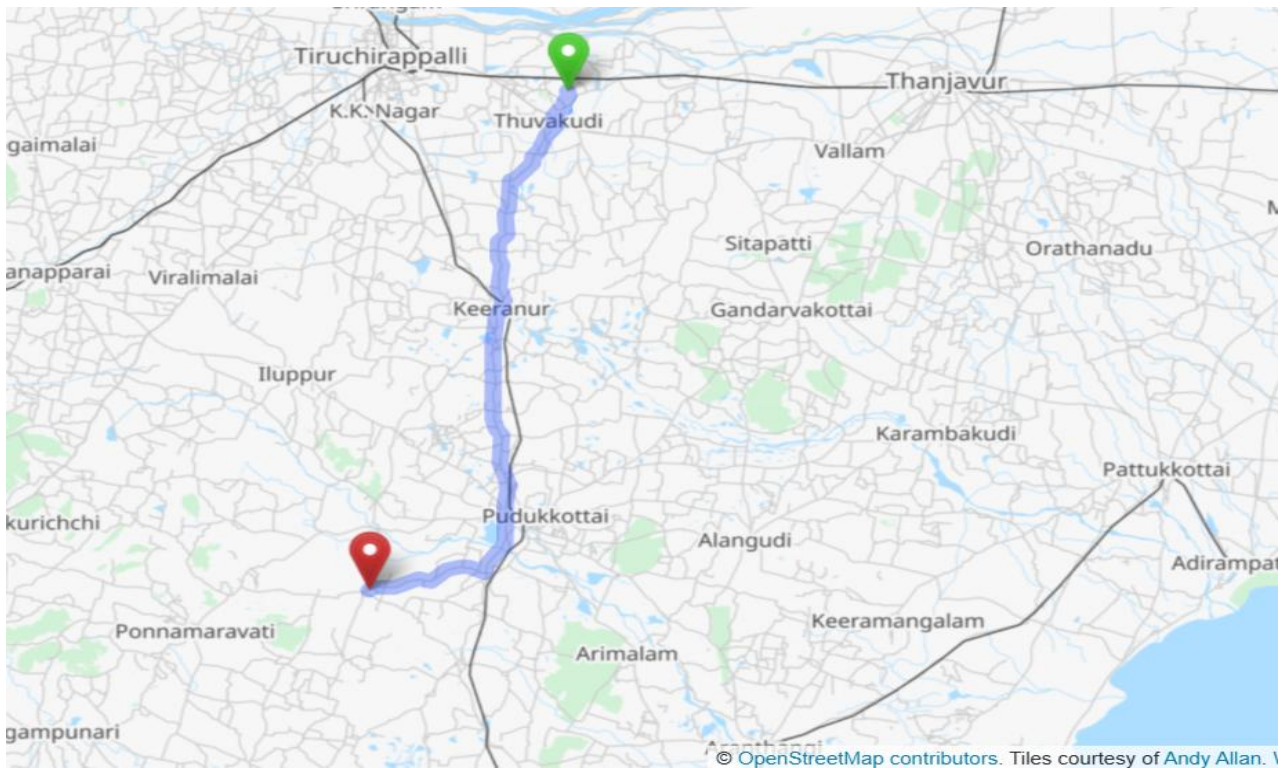 Tiruchirappalli
Thanjavur
K.K. Nagar
Thuvakudi
gaimalai
Vallam
Sitapatti
Orathanadu
anapparai
Viralimalai
Keeranur
Gandarvakottai
Iluppur
Karambakudi
Pattukkottai
Pudukkottai
kurichchi
Alangudi
Adirampat
Ponnamaravati
Keeramangalam
Arimalam
gampunari
Aranthangi
© OpenStreetMap contributors. Tiles courtesy of Andy Allan.